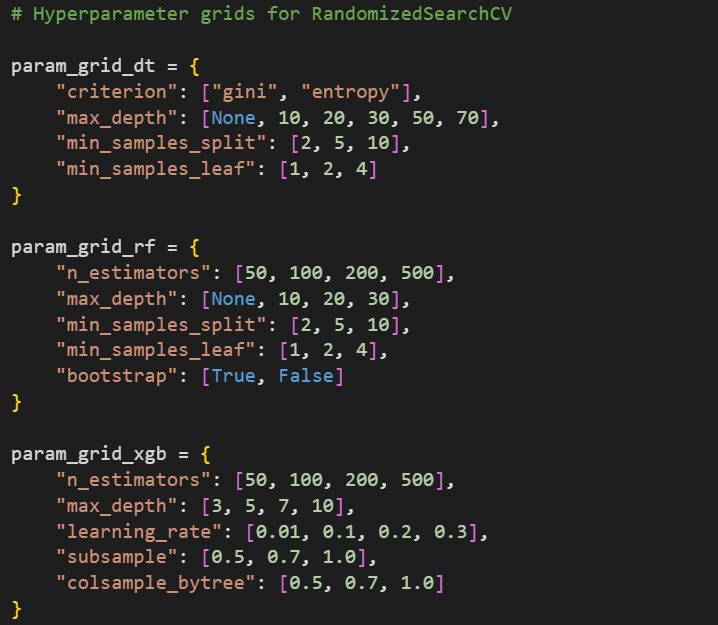 # Hyperparameter grids for RandomizedSearchCV

param_grid_dt = {
    "criterion": ["gini", "entropy"],
    "max_depth": [None, 10, 20, 30, 50, 70],
    "min_samples_split": [2, 5, 10],
    "min_samples_leaf": [1, 2, 4]
}

param_grid_rf = {
    "n_estimators": [50, 100, 200, 500],
    "max_depth": [None, 10, 20, 30],
    "min_samples_split": [2, 5, 10],
    "min_samples_leaf": [1, 2, 4],
    "bootstrap": [True, False]
}

param_grid_xgb = {
    "n_estimators": [50, 100, 200, 500],
    "max_depth": [3, 5, 7, 10],
    "learning_rate": [0.01, 0.1, 0.2, 0.3],
    "subsample": [0.5, 0.7, 1.0],
    "colsample_bytree": [0.5, 0.7, 1.0]
}